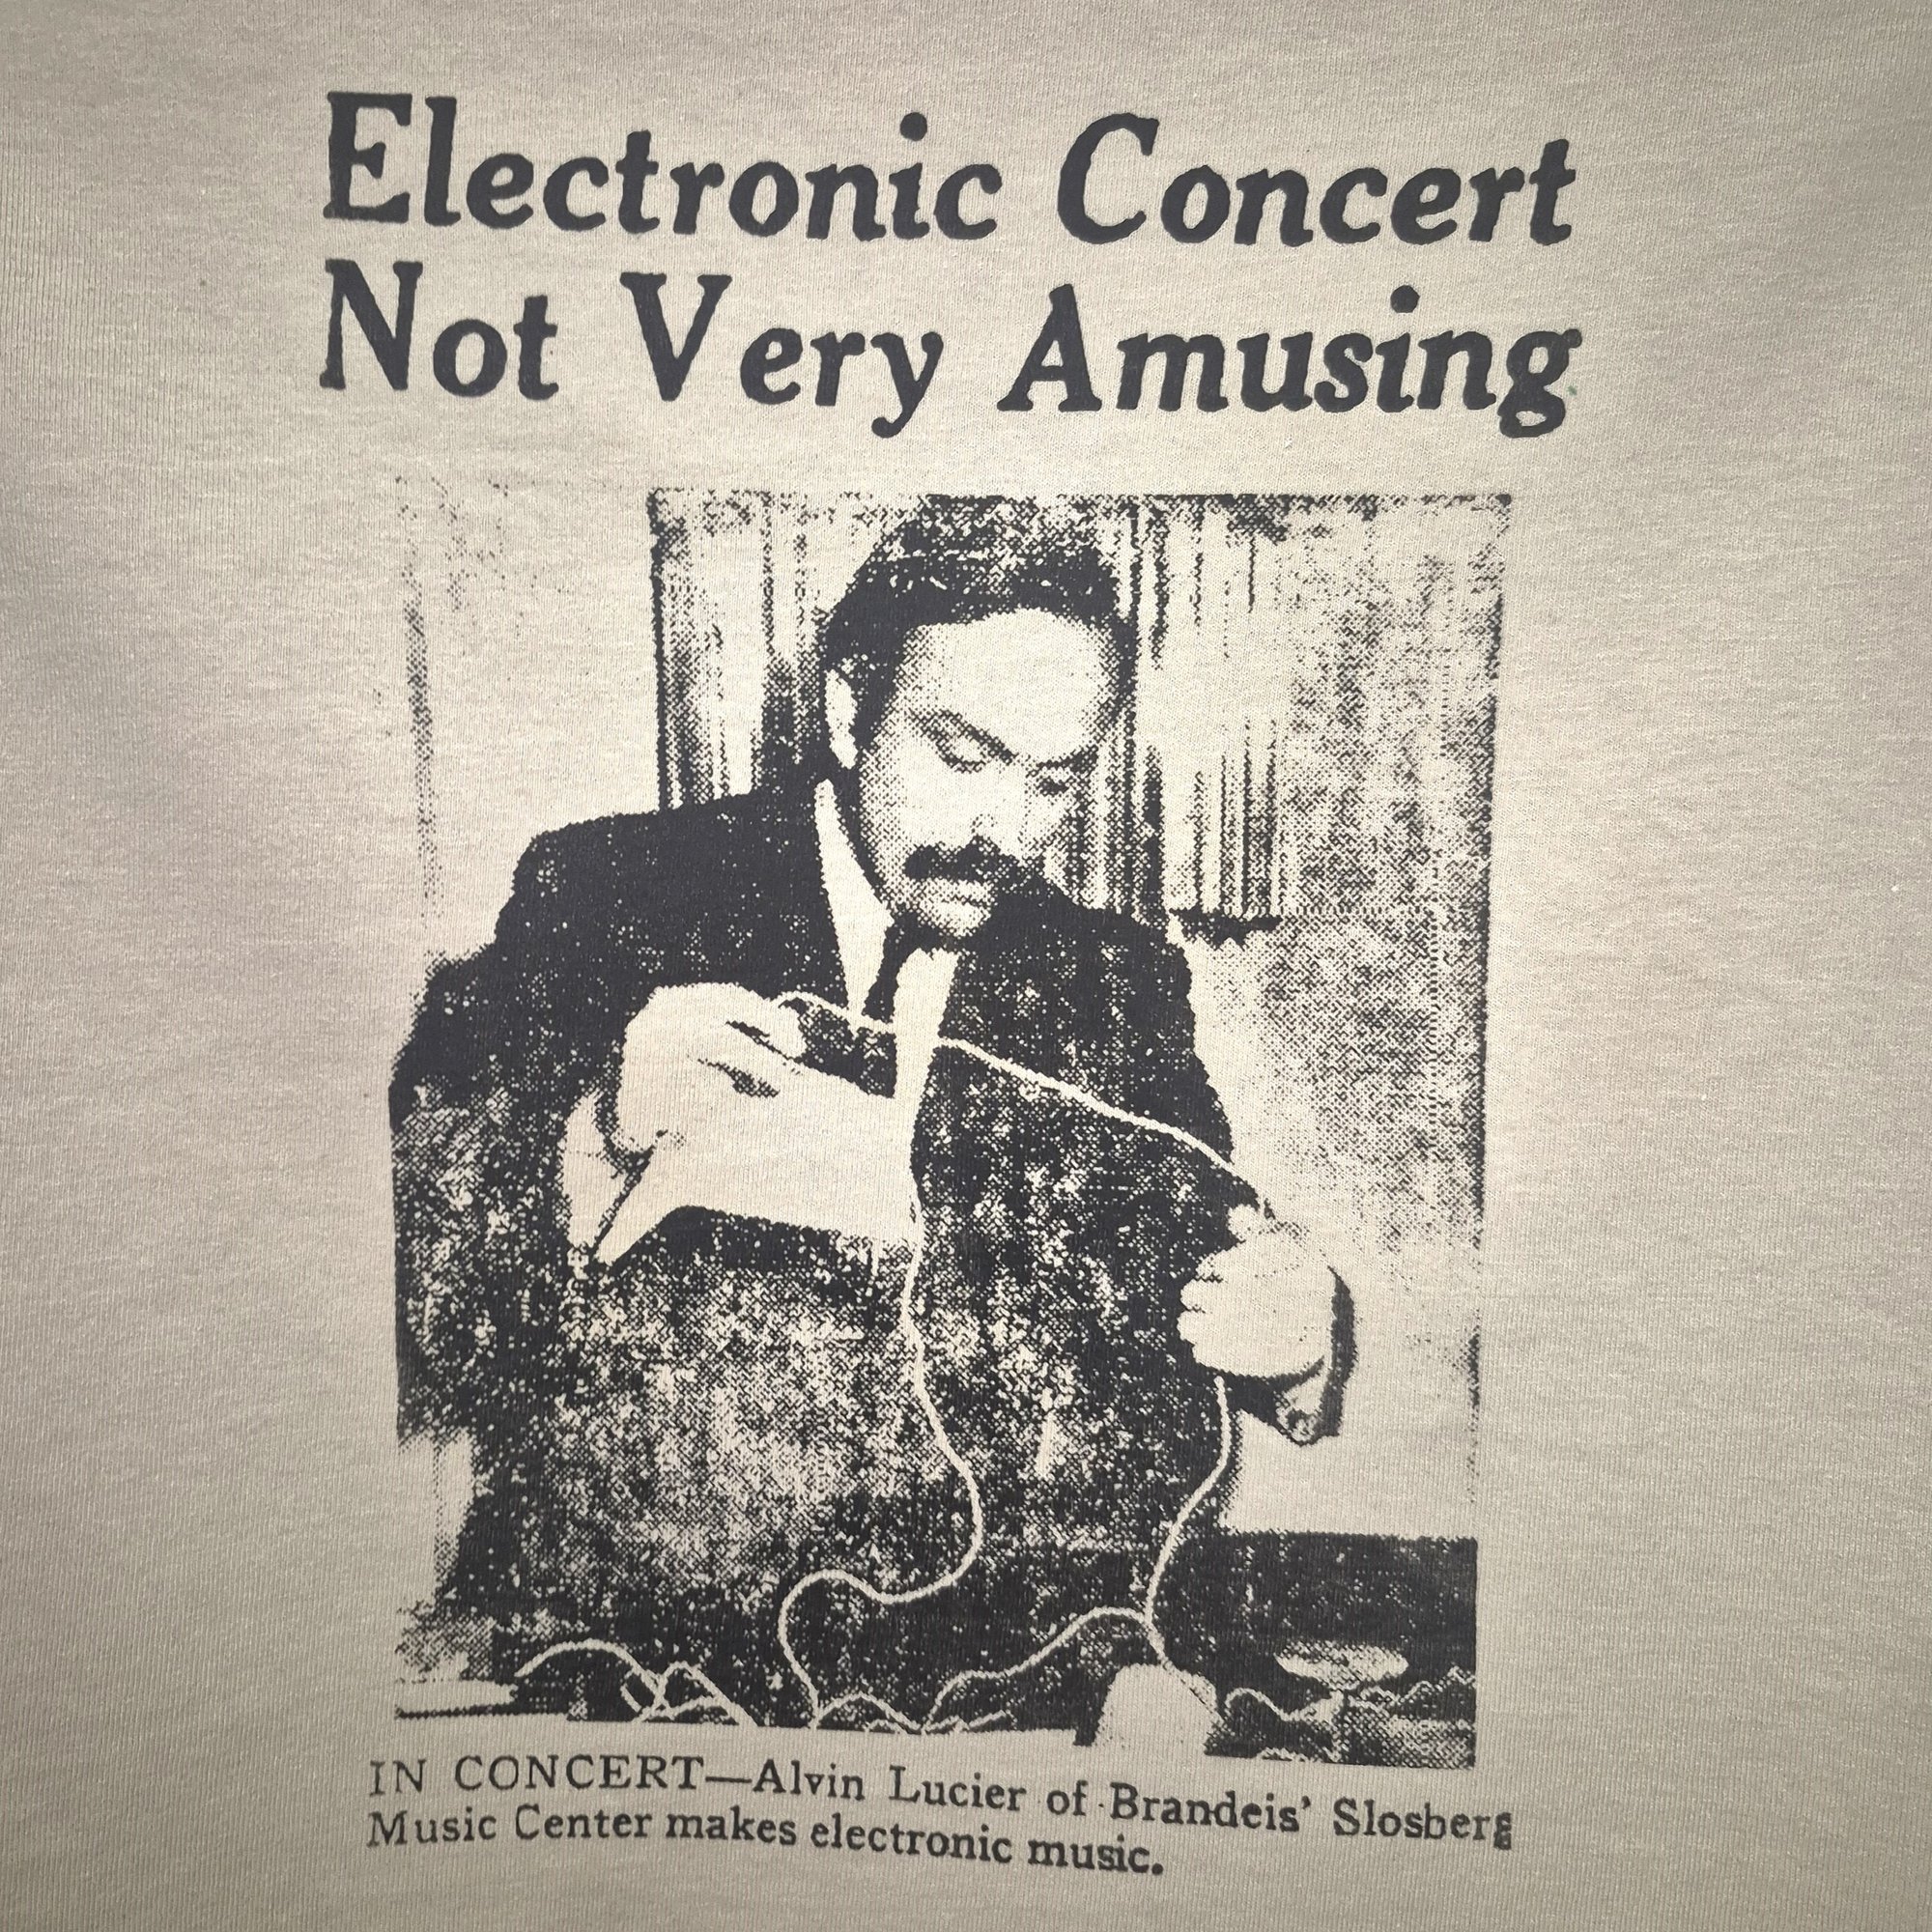 Electronic Concert
Not Very Amusing
IN CONCERT—Alvin Lucier of Brandeis' Slosberg
Music Center makes electronic music.